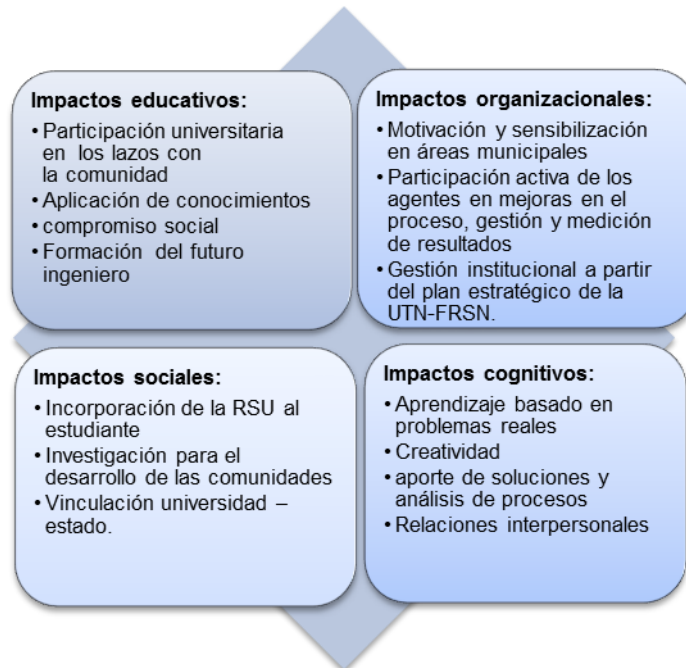 Impactos educativos:
• Participación universitaria
en los lazos con
la comunidad
• Aplicación de conocimientos
• compromiso social
• Formación del futuro
ingeniero
Impactos organizacionales:
• Motivación y sensibilización
en áreas municipales
• Participación activa de los
agentes en mejoras en el
proceso, gestión y medición
de resultados
• Gestión institucional a partir
del plan estratégico de la
UTN-FRSN.
Impactos sociales:
• Incorporación de la RSU al
estudiante
• Investigación para el
desarrollo de las comunidades
• Vinculación universidad –
estado.
Impactos cognitivos:
• Aprendizaje basado en
problemas reales
• Creatividad
• aporte de soluciones y
análisis de procesos
• Relaciones interpersonales